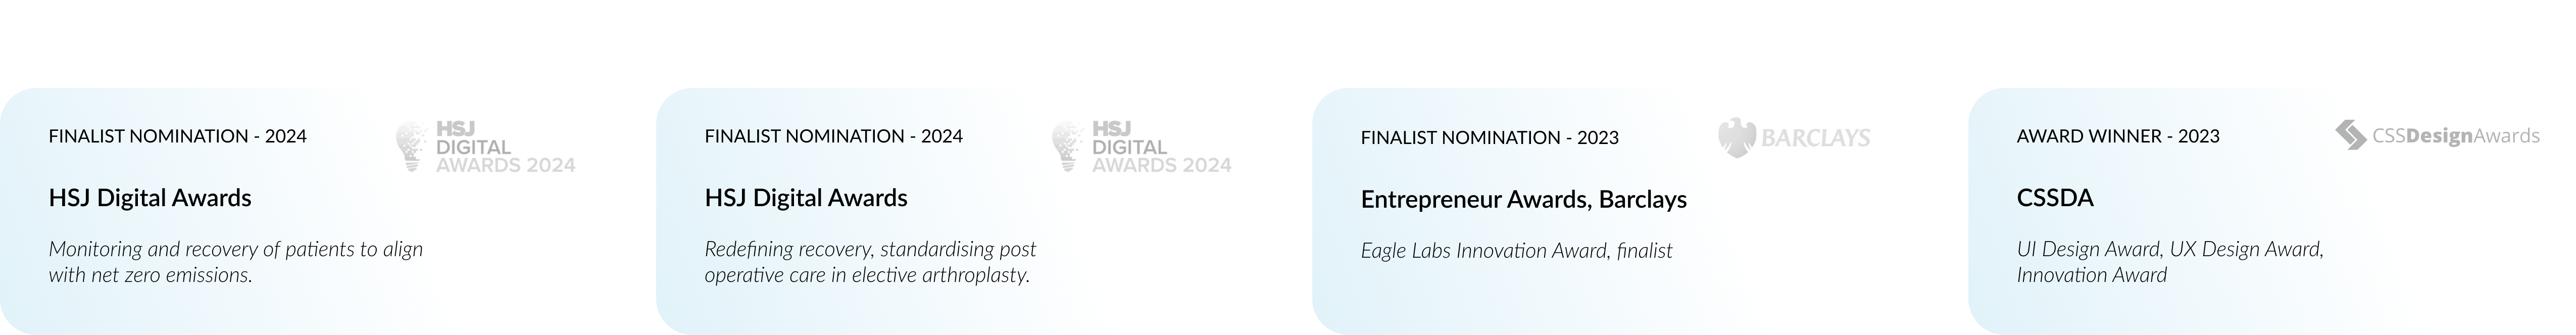 FINALIST NOMINATION - 2024
HSJ
DIGITAL
AWARDS 2024
HSJ Digital Awards
Monitoring and recovery of patients to align
with net zero emissions.
FINALIST NOMINATION - 2024
HSJ
DIGITAL
AWARDS 2024
HSJ Digital Awards
Redefining recovery, standardising post
operative care in elective arthroplasty.
FINALIST NOMINATION - 2023
BARCLAYS
Entrepreneur Awards, Barclays
Eagle Labs Innovation Award, finalist
AWARD WINNER - 2023
CSSDesignAwards
CSSDA
UI Design Award, UX Design Award,
Innovation Award